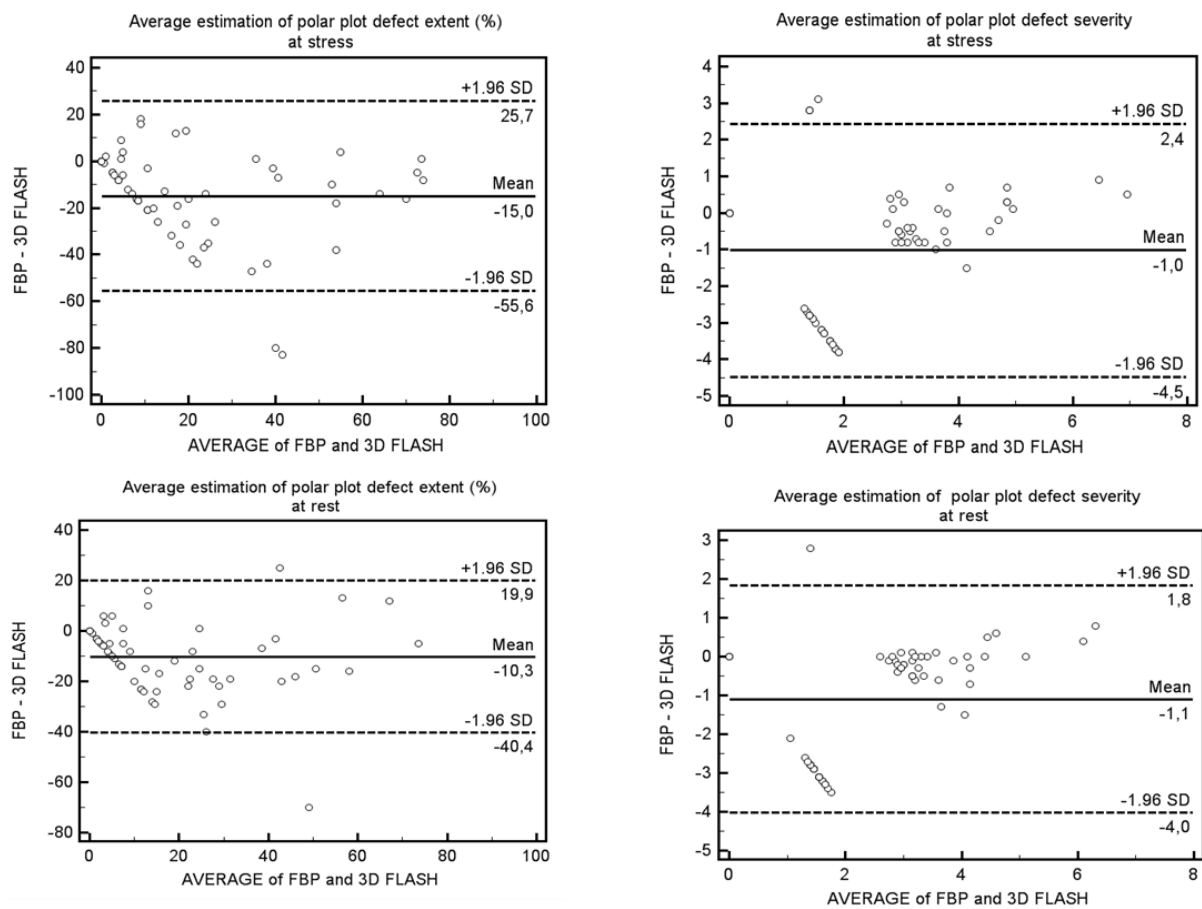 Average estimation of polar plot defect extent (%)
at stress
40
20
0
-20
-40
-60
-80
-100
FBP - 3D FLASH
+1.96 SD
25,7
Mean
-15,0
-1.96 SD
-55,6
0 20 40 60 80 100
AVERAGE of FBP and 3D FLASH
Average estimation of polar plot defect severity
at stress
4
3
2
1
0
-1
-2
-3
-4
-5
FBP - 3D FLASH
+1.96 SD
2,4
Mean
-1,0
-1.96 SD
-4,5
0 2 4 6 8
AVERAGE of FBP and 3D FLASH
Average estimation of polar plot defect extent (%)
at rest
40
20
0
-20
-40
-60
-80
FBP - 3D FLASH
+1.96 SD
19,9
Mean
-10,3
-1.96 SD
-40,4
0 20 40 60 80 100
AVERAGE of FBP and 3D FLASH
Average estimation of polar plot defect severity
at rest
3
2
1
0
-1
-2
-3
-4
-5
FBP - 3D FLASH
+1.96 SD
1,8
Mean
-1,1
-1.96 SD
-4,0
0 2 4 6 8
AVERAGE of FBP and 3D FLASH